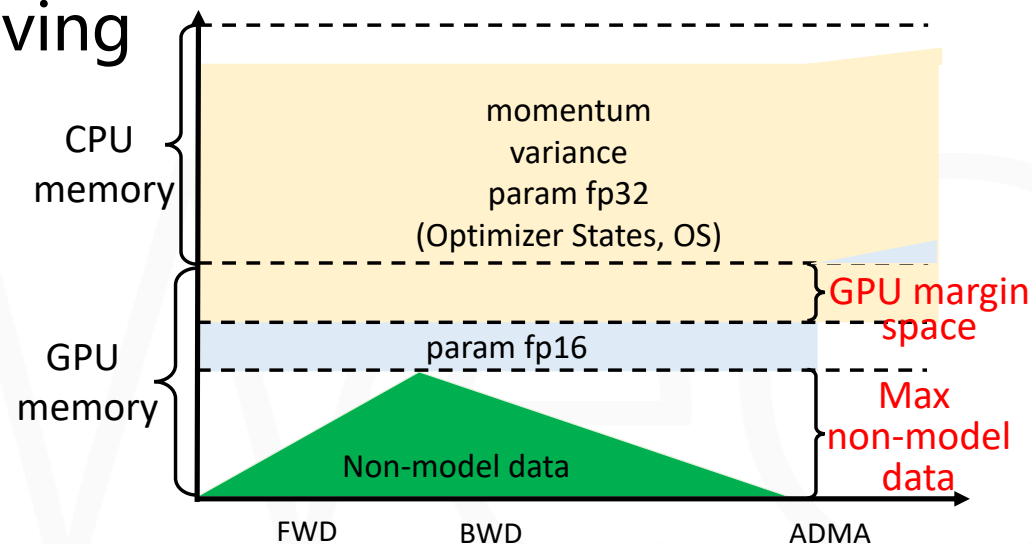 ving
CPU
memory
momentum
variance
param fp32
(Optimizer States, OS)
GPU margin
space
param fp16
GPU
memory
Max
non-model
data
Non-model data
FWD
BWD
ADMA